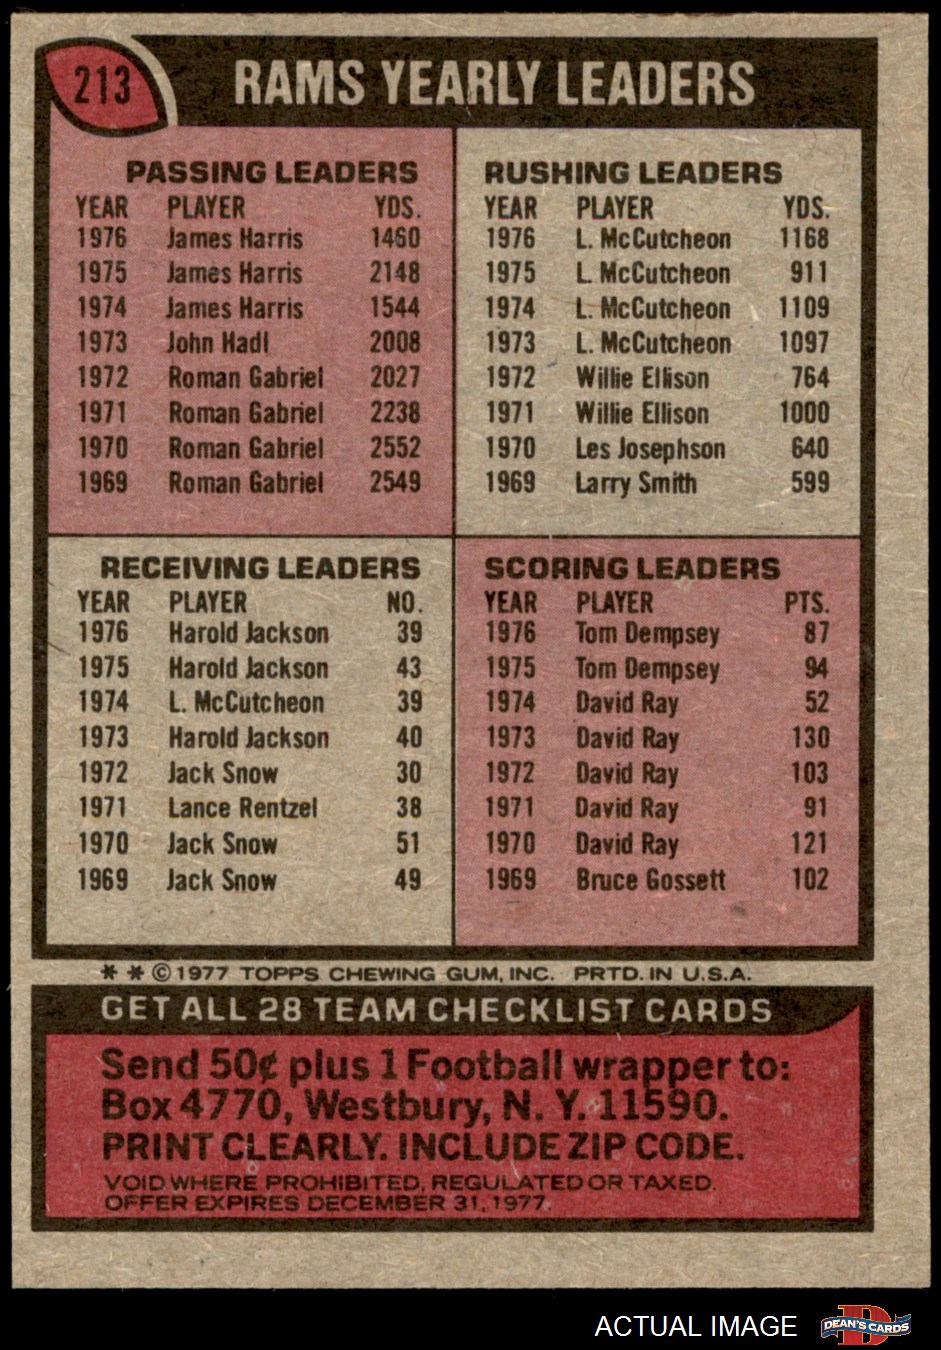 213
RAMS YEARLY LEADERS
PASSING LEADERS
YEAR PLAYER YDS.
1976 James Harris 1460
1975 James Harris 2148
1974 James Harris 1544
1973 John Hadl 2008
1972 Roman Gabriel 2027
1971 Roman Gabriel 2238
1970 Roman Gabriel 2552
1969 Roman Gabriel 2549
RUSHING LEADERS
YEAR PLAYER YDS.
1976 L. McCutcheon 1168
1975 L. McCutcheon 911
1974 L. McCutcheon 1109
1973 L. McCutcheon 1097
1972 Willie Ellison 764
1971 Willie Ellison 1000
1970 Les Josephson 640
1969 Larry Smith 599
RECEIVING LEADERS
YEAR PLAYER NO.
1976 Harold Jackson 39
1975 Harold Jackson 43
1974 L. McCutcheon 39
1973 Harold Jackson 40
1972 Jack Snow 30
1971 Lance Rentzel 38
1970 Jack Snow 51
1969 Jack Snow 49
SCORING LEADERS
YEAR PLAYER PTS.
1976 Tom Dempsey 87
1975 Tom Dempsey 94
1974 David Ray 52
1973 David Ray 130
1972 David Ray 103
1971 David Ray 91
1970 David Ray 121
1969 Bruce Gossett 102
* * © 1977 TOPPS CHEWING GUM, INC. PRTD. IN U.S.A.
GET ALL 28 TEAM CHECKLIST CARDS
Send 50¢ plus 1 Football wrapper to:
Box 4770, Westbury, N. Y. 11590.
PRINT CLEARLY. INCLUDE ZIP CODE.
VOID WHERE PROHIBITED, REGULATED OR TAXED.
OFFER EXPIRES DECEMBER 31, 1977.
ACTUAL IMAGE
D
DEAN'S CARDS